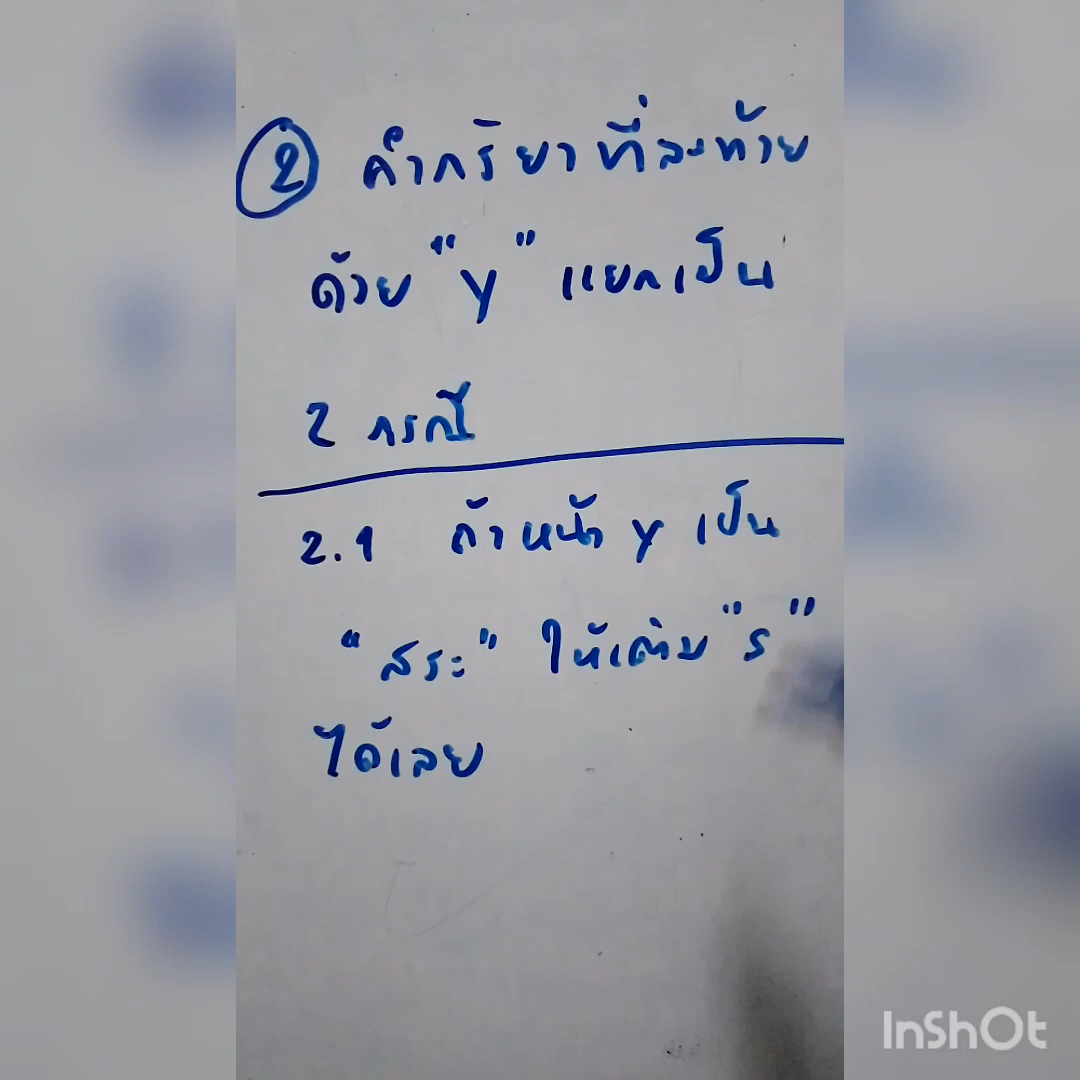 ② คำกริยาที่ลงท้าย
ด้วย "y" แยกเป็น
2 กรณี
2.1 ถ้าหน้า y เป็น
"สระ" ให้เติม "s"
ได้เลย
InShOt